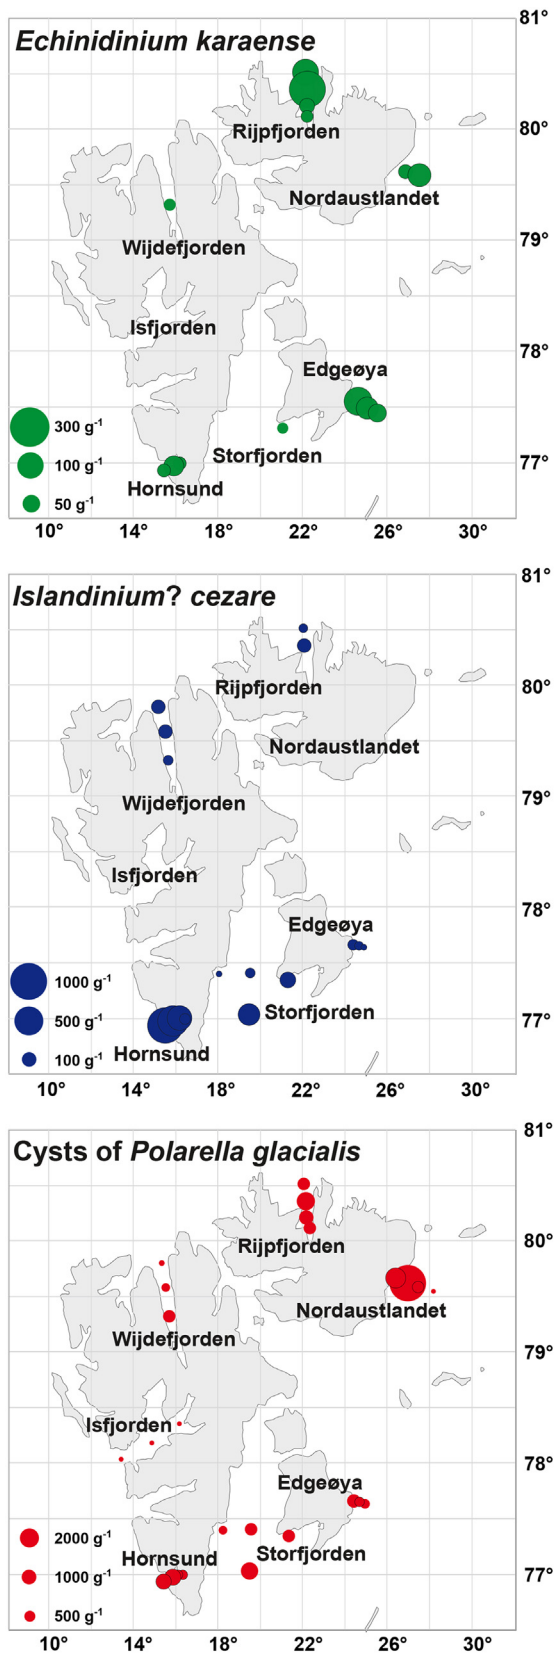 81°
Echinidinium karaense
80°
Rijpfjorden
Nordaustlandet
79°
Wijdefjorden
Isfjorden
78°
Edgeøya
300 g-1
Storfjorden
100 g-1
77°
Hornsund
50 g-1
10° 14° 18° 22° 26° 30°
81°
Islandinium? cezare
80°
Rijpfjorden
Nordaustlandet
79°
Wijdefjorden
Isfjorden
78°
Edgeøya
1000 g-1
Storfjorden
500 g-1
77°
Hornsund
100 g-1
10° 14° 18° 22° 26° 30°
81°
Cysts of Polarella glacialis
80°
Rijpfjorden
Nordaustlandet
Wijdefjorden
79°
Isfjorden
78°
Edgeøya
2000 g-1
Hornsund
Storfjorden
1000 g-1
77°
500 g-1
10° 14° 18° 22° 26° 30°